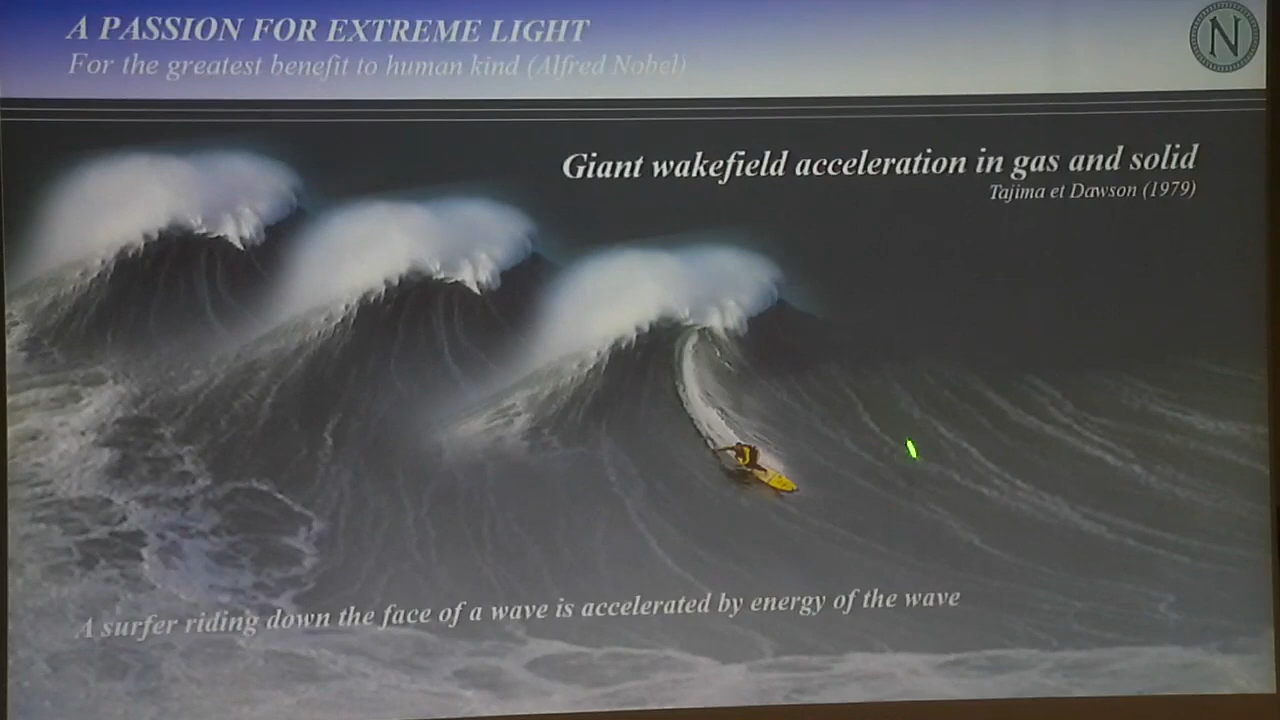 A PASSION FOR EXTREME LIGHT
For the greatest benefit to human kind (Alfred Nobel)
N
Giant wakefield acceleration in gas and solid
Tajima et Dawson (1979)
A surfer riding down the face of a wave is accelerated by energy of the wave